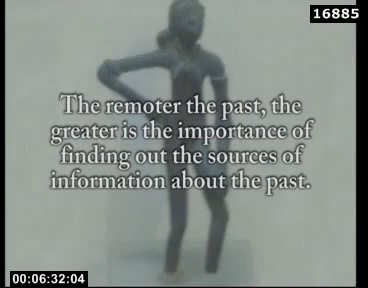 16885
The remoter the past, the
greater is the importance of
finding out the sources of
information about the past.
00:06:32:04